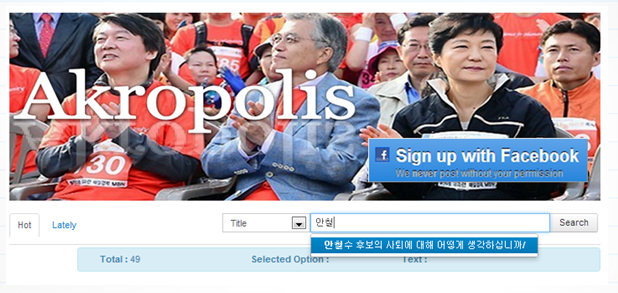 Akropolis
30
85
f Sign up with Facebook
We never post without your permission
Hot
Lately
Title
안철
Search
안철수 후보의 사퇴에 대해 어떻게 생각하십니까/
Total : 49
Selected Option :
Text :